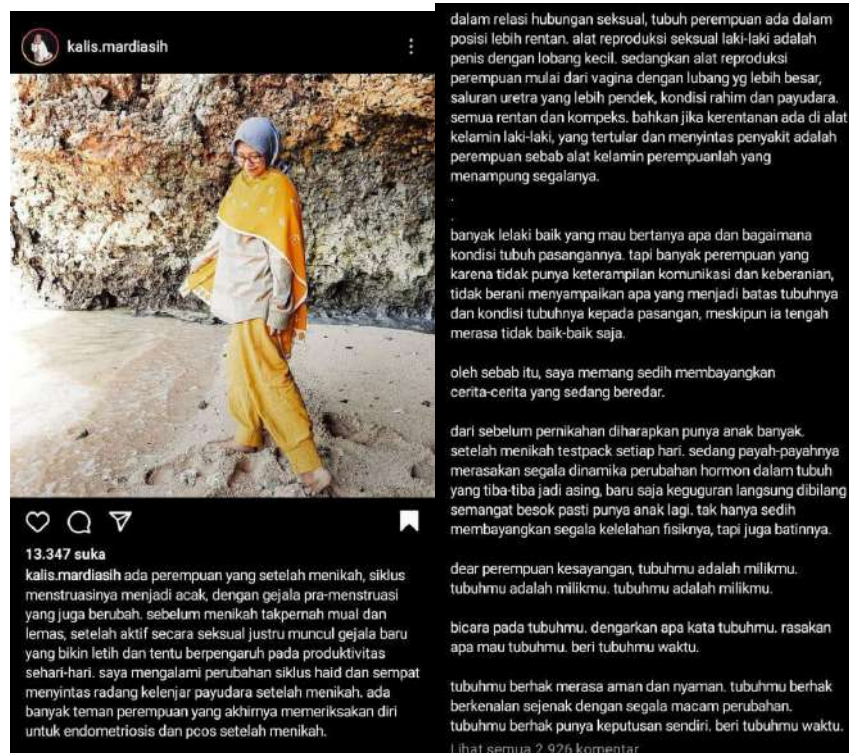 kalis.mardiasih
13.347 suka
kalis.mardiasih ada perempuan yang setelah menikah, siklus
menstruasinya menjadi acak, dengan gejala pra-menstruasi
yang juga berubah. sebelum menikah takpernah mual dan
lemas, setelah aktif secara seksual justru muncul gejala baru
yang bikin letih dan tentu berpengaruh pada produktivitas
sehari-hari. saya mengalami perubahan siklus haid dan sempat
menyintas radang kelenjar payudara setelah menikah. ada
banyak teman perempuan yang akhirnya memeriksakan diri
untuk endometriosis dan pcos setelah menikah.
dalam relasi hubungan seksual, tubuh perempuan ada dalam
posisi lebih rentan. alat reproduksi seksual laki-laki adalah
penis dengan lobang kecil. sedangkan alat reproduksi
perempuan mulai dari vagina dengan lubang yg lebih besar,
saluran uretra yang lebih pendek, kondisi rahim dan payudara.
semua rentan dan kompeks. bahkan jika kerentanan ada di alat
kelamin laki-laki, yang tertular dan menyintas penyakit adalah
perempuan sebab alat kelamin perempuanlah yang
menampung segalanya.
.
.
banyak lelaki baik yang mau bertanya apa dan bagaimana
kondisi tubuh pasangannya. tapi banyak perempuan yang
karena tidak punya keterampilan komunikasi dan keberanian,
tidak berani menyampaikan apa yang menjadi batas tubuhnya
dan kondisi tubuhnya kepada pasangan, meskipun ia tengah
merasa tidak baik-baik saja.
oleh sebab itu, saya memang sedih membayangkan
cerita-cerita yang sedang beredar.
dari sebelum pernikahan diharapkan punya anak banyak.
setelah menikah testpack setiap hari. sedang payah-payahnya
merasakan segala dinamika perubahan hormon dalam tubuh
yang tiba-tiba jadi asing, baru saja keguguran langsung dibilang
semangat besok pasti punya anak lagi. tak hanya sedih
membayangkan segala kelelahan fisiknya, tapi juga batinnya.
dear perempuan kesayangan, tubuhmu adalah milikmu.
tubuhmu adalah milikmu. tubuhmu adalah milikmu.
bicara pada tubuhmu. dengarkan apa kata tubuhmu. rasakan
apa mau tubuhmu. beri tubuhmu waktu.
tubuhmu berhak merasa aman dan nyaman. tubuhmu berhak
berkenalan sejenak dengan segala macam perubahan.
tubuhmu berhak punya keputusan sendiri. beri tubuhmu waktu.
Lihat semua 2.926 komentar